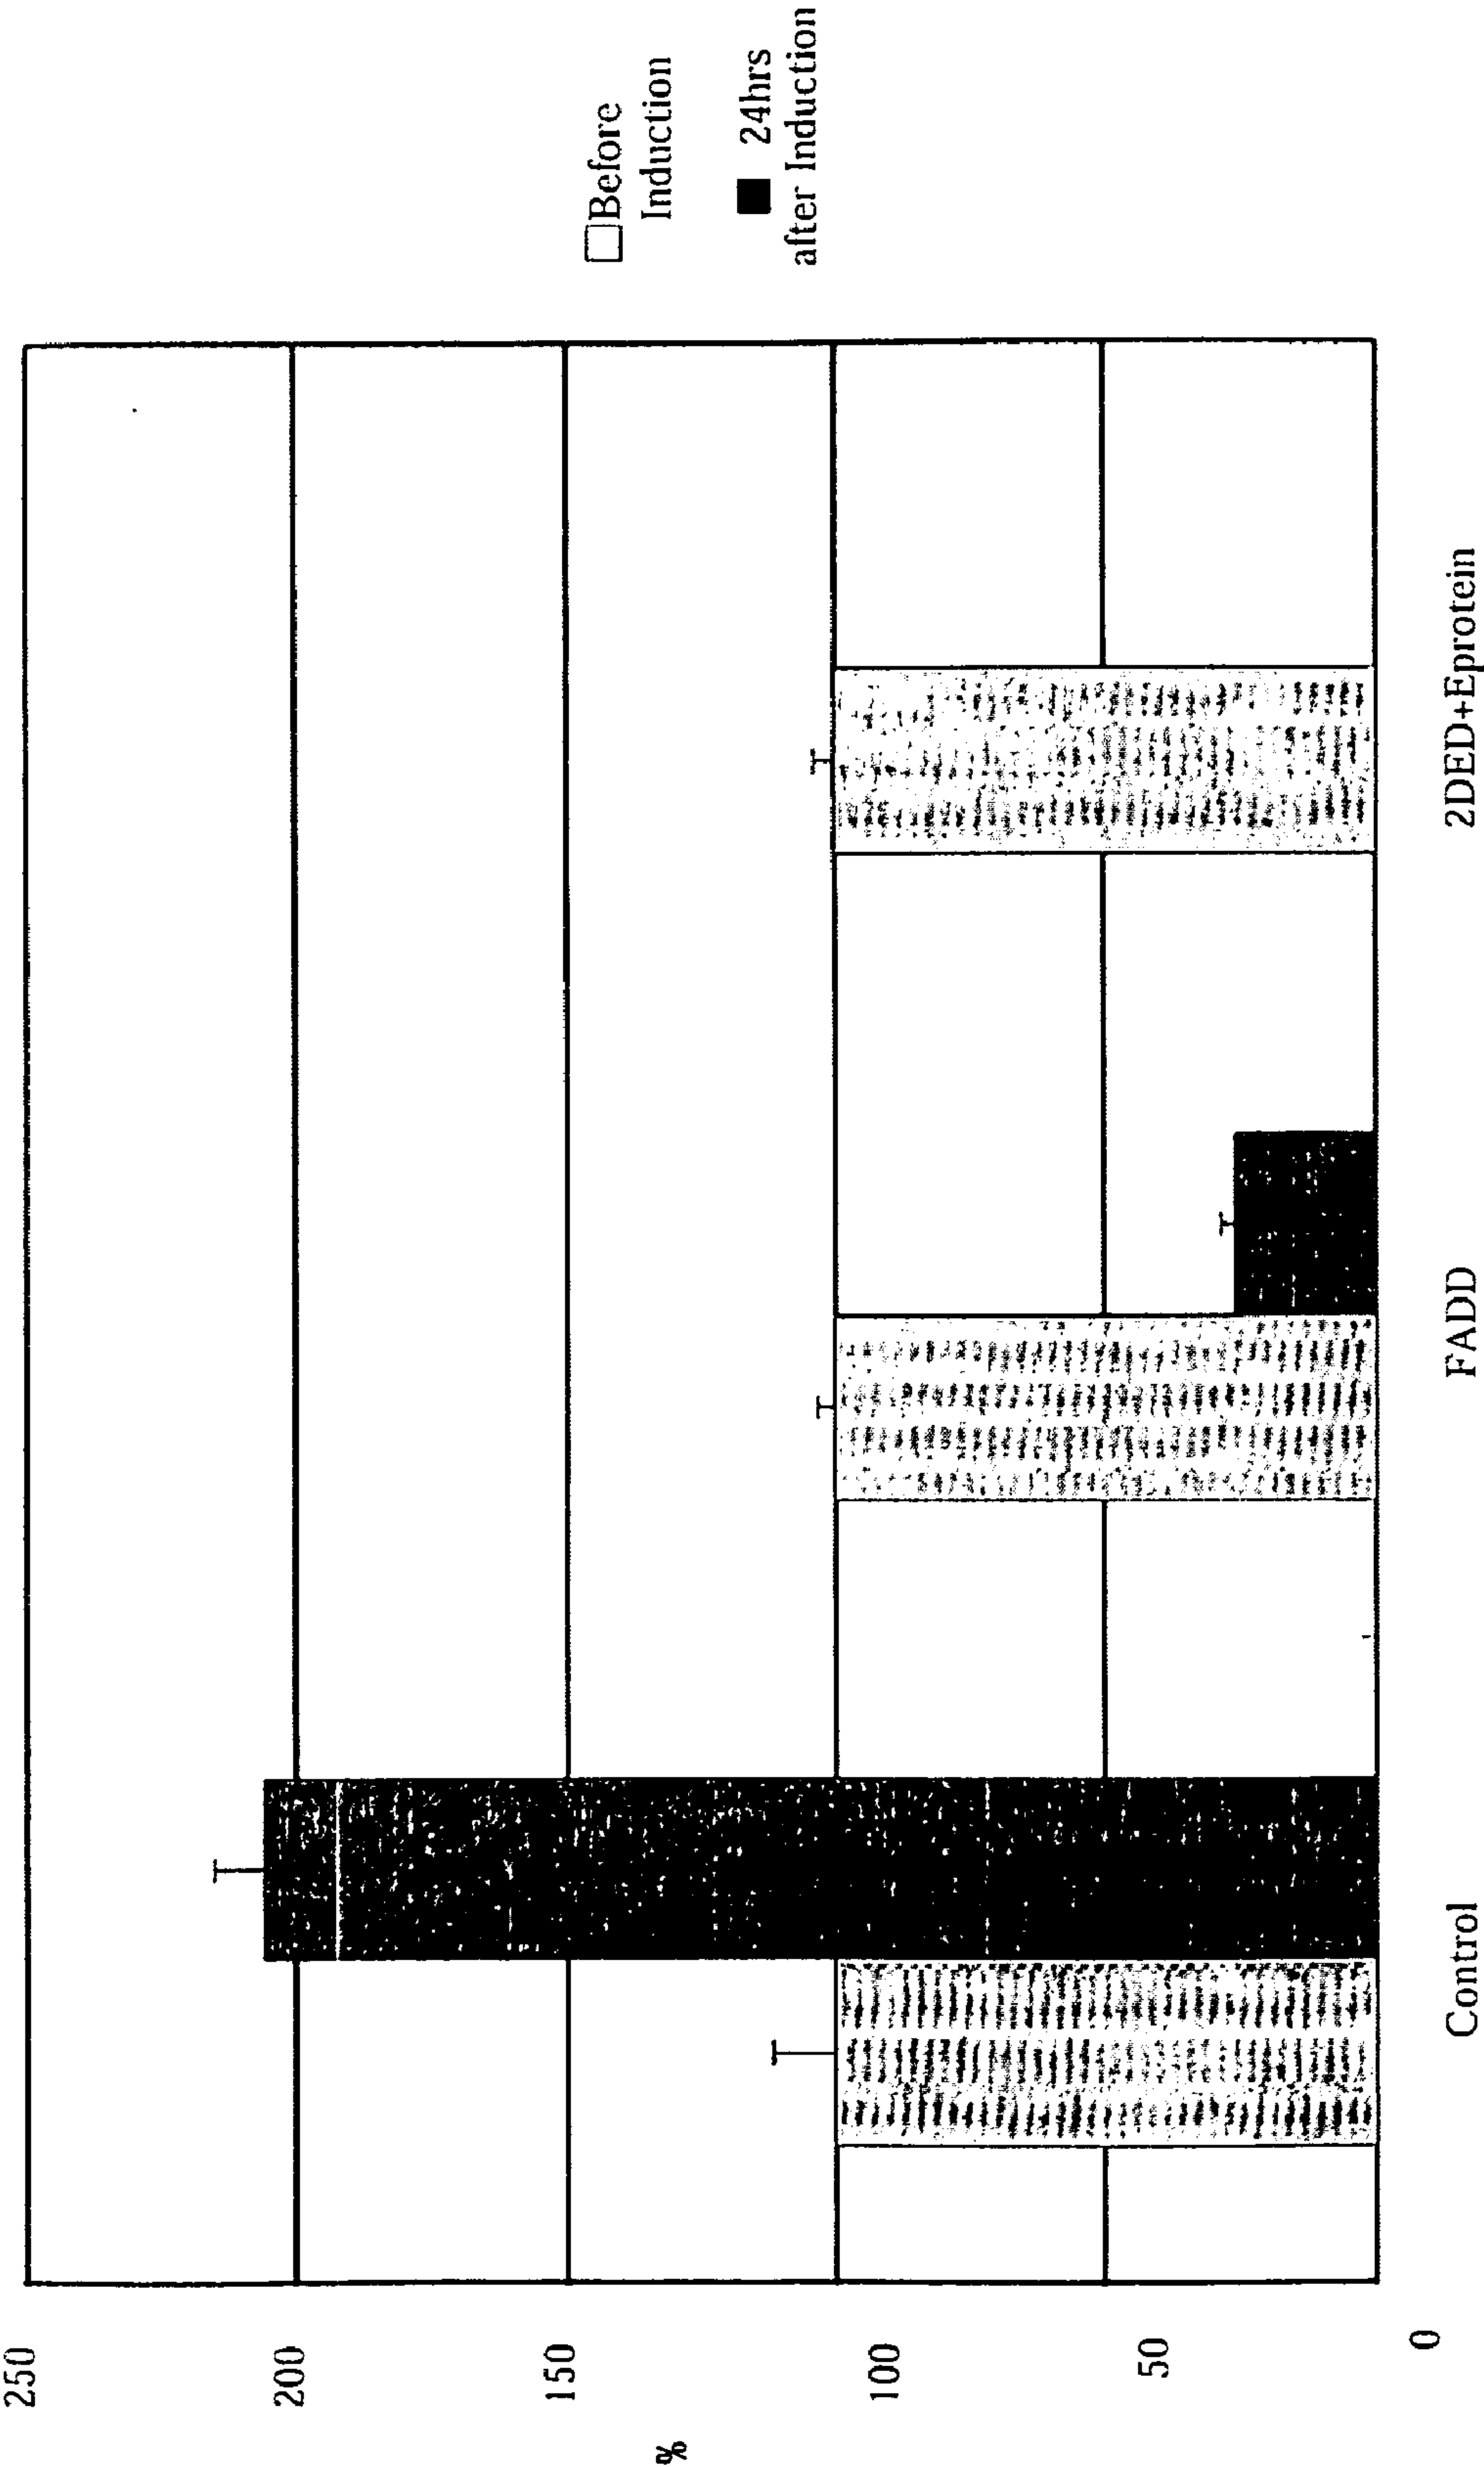 250
200
150
100
50
0
%
Control
FADD
2DED+Eprotein
Before
Induction
24hrs
after Induction